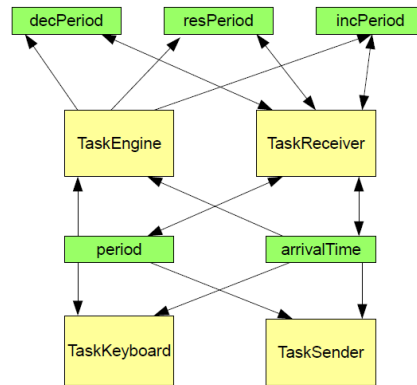 decPeriod
resPeriod
incPeriod
TaskEngine
TaskReceiver
period
arrivalTime
TaskKeyboard
TaskSender